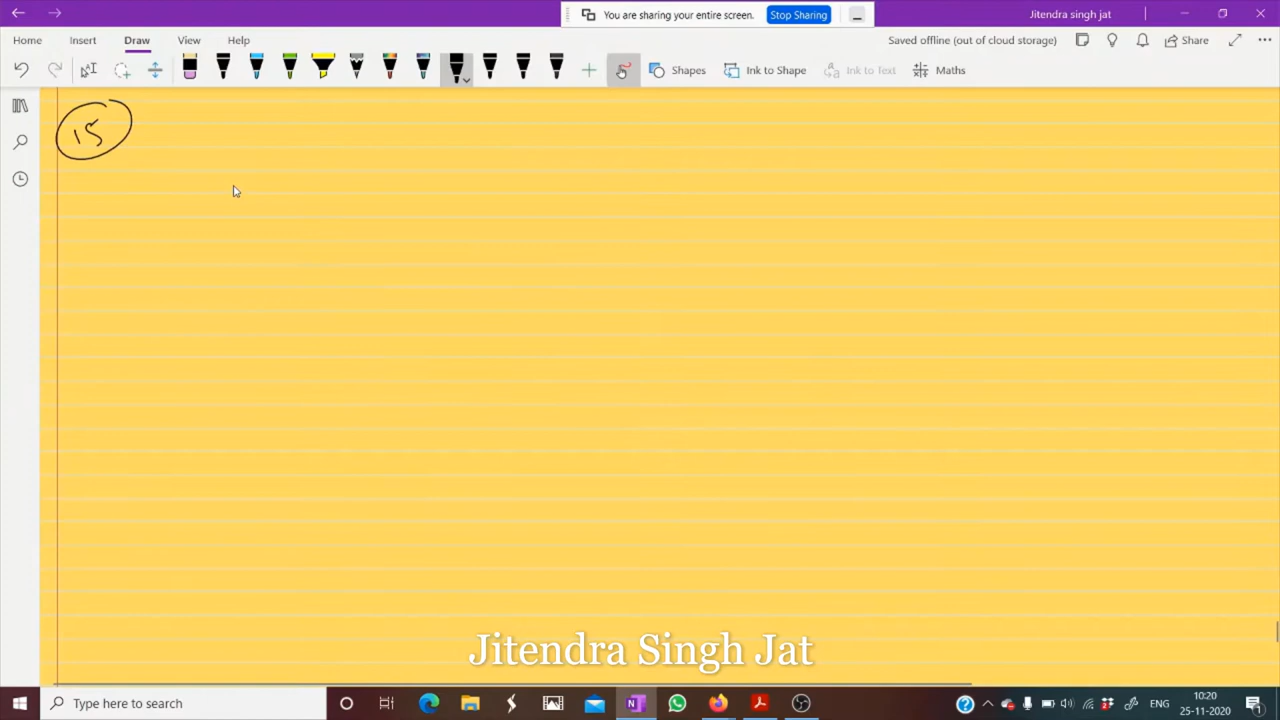 You are sharing your entire screen.
Stop Sharing
Jitendra singh jat
Home
Insert
Draw
View
Help
Saved offline (out of cloud storage)
Share
Shapes
Ink to Shape
Ink to Text
Maths
15
Jitendra Singh Jat
Type here to search
ENG
10:20
25-11-2020